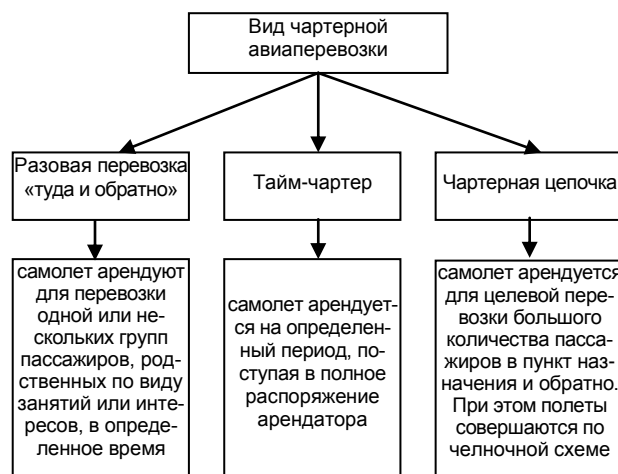 Вид чартерной
авиаперевозки
Разовая перевозка
«туда и обратно»
Тайм-чартер
Чартерная цепочка
самолет арендуют
для перевозки
одной или не-
скольких групп
пассажиров, род-
ственных по виду
занятий или инте-
ресов, в опреде-
ленное время
самолет арендует-
ся на определен-
ный период, по-
ступая в полное
распоряжение
арендатора
самолет арендуется
для целевой пере-
возки большого
количества пасса-
жиров в пункт наз-
начения и обратно.
При этом полеты
совершаются по
челночной схеме